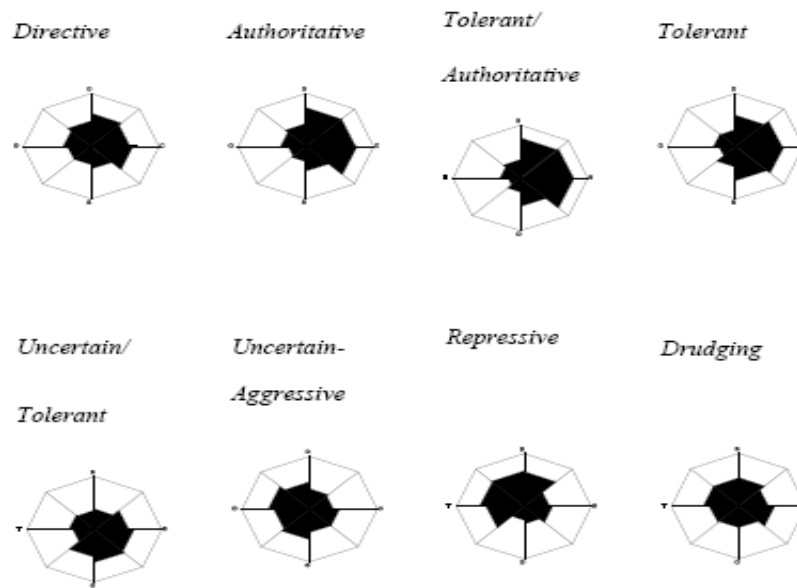 Directive
Authoritative
Tolerant/
Authoritative
Tolerant
Uncertain/
Tolerant
Uncertain-
Aggressive
Repressive
Drudging